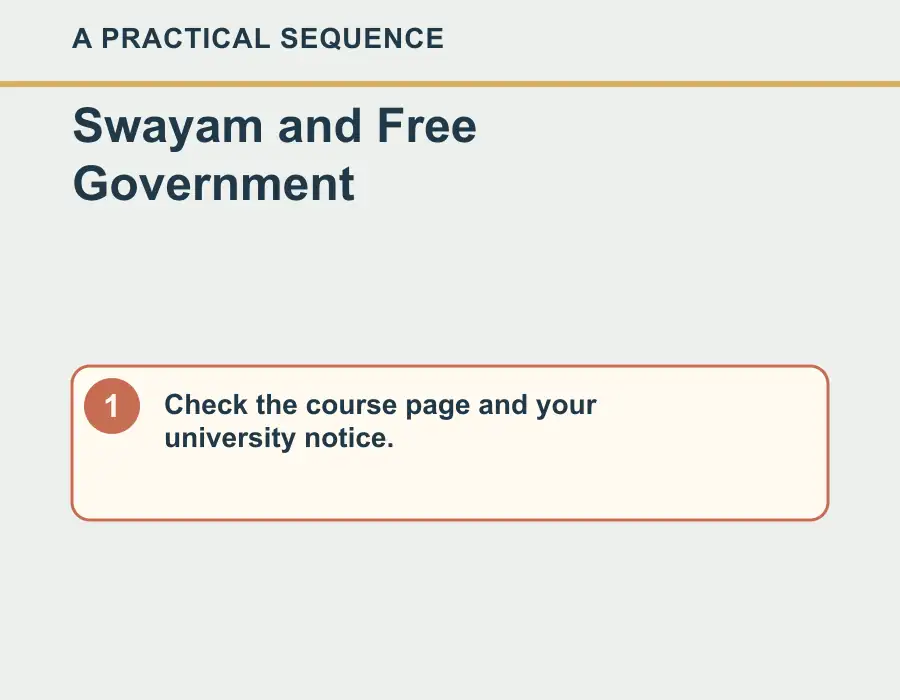 A PRACTICAL SEQUENCE
Swayam and Free
Government
1
Check the course page and your
university notice.